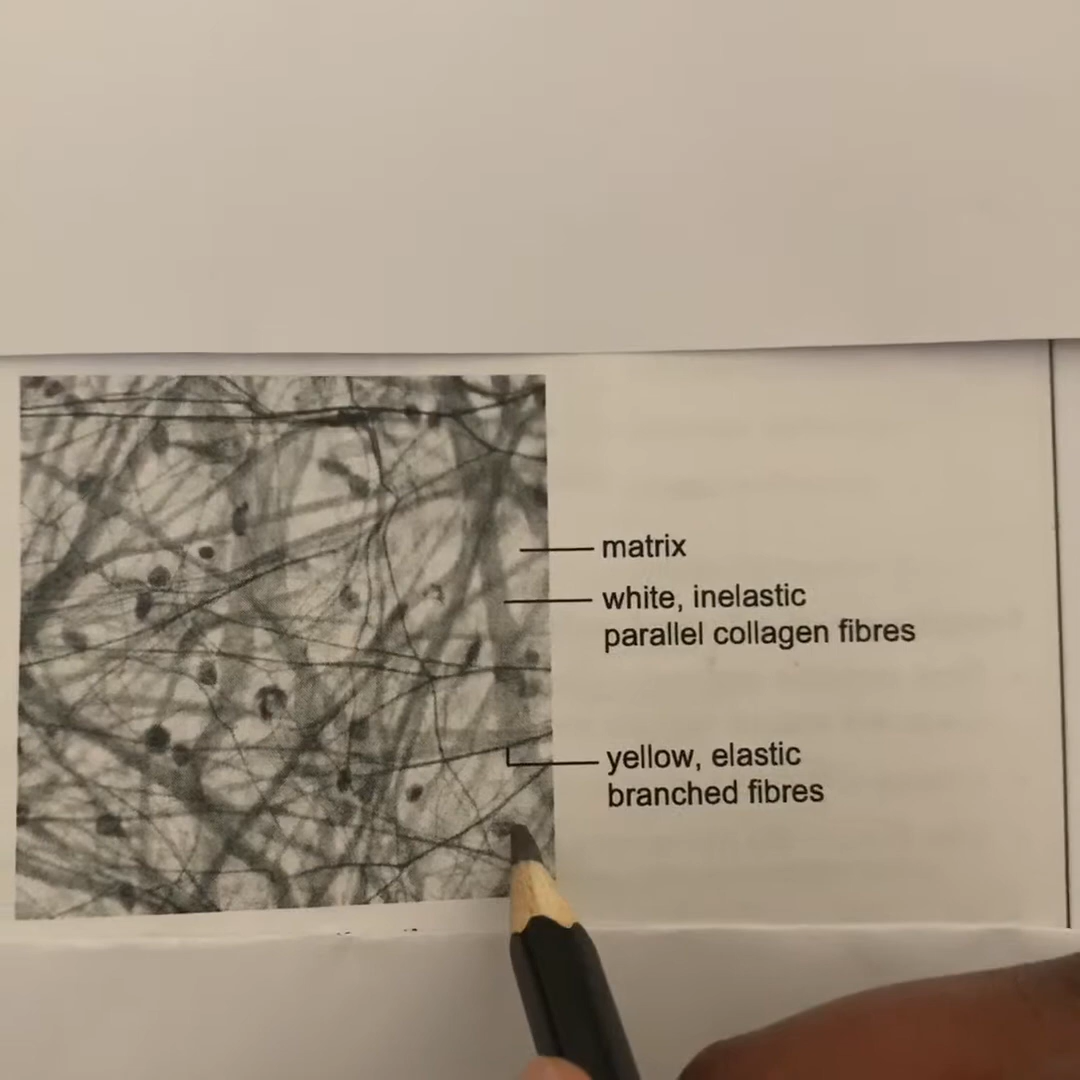 matrix
white, inelastic
parallel collagen fibres
yellow, elastic
branched fibres